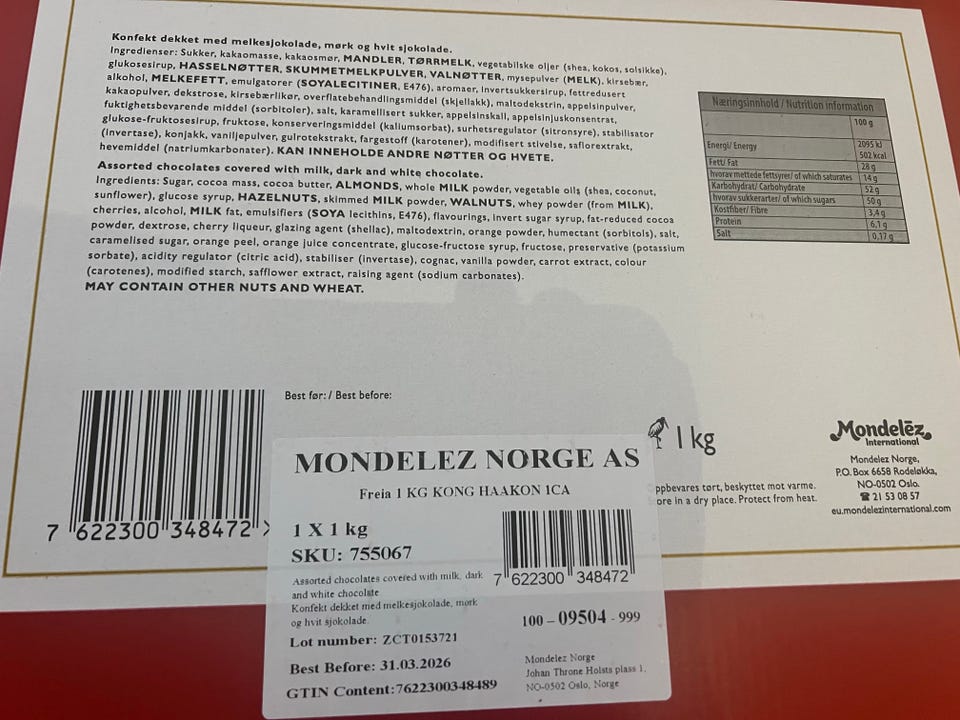 Konfekt dekket med melkesjokolade, mørk og hvit sjokolade.
Ingredienser: Sukker, kakaomasse, kakaosmør, MANDLER, TØRRMELK, vegetabilske oljer (shea, kokos, solsikke),
glukosesirup, HASSELNØTTER, SKUMMETMELKPULVER, VALNØTTER, mysepulver (MELK), kirsebær,
alkohol, MELKEFETT, emulgatorer (SOYALECITINER, E476), aromaer, invertsukkersirup, fettredusert
kakaopulver, dekstrose, kirsebærlikør, overflatebehandlingsmiddel (skjellakk), maltodekstrin, appelsinpulver,
fuktighetsbevarende middel (sorbitoler), salt, karamellisert sukker, appelsinskall, appelsinjuskonsentrat,
glukose-fruktosesirup, fruktose, konserveringsmiddel (kaliumsorbat), surhetsregulator (sitronsyre), stabilisator
(invertase), konjakk, vaniljepulver, gulrotekstrakt, fargestoff (karotener), modifisert stivelse, saflorekstrakt,
hevemiddel (natriumkarbonater). KAN INNEHOLDE ANDRE NØTTER OG HVETE.
Assorted chocolates covered with milk, dark and white chocolate.
Ingredients: Sugar, cocoa mass, cocoa butter, ALMONDS, whole MILK powder, vegetable oils (shea, coconut,
sunflower), glucose syrup, HAZELNUTS, skimmed MILK powder, WALNUTS, whey powder (from MILK),
cherries, alcohol, MILK fat, emulsifiers (SOYA lecithins, E476), flavourings, invert sugar syrup, fat-reduced cocoa
powder, dextrose, cherry liqueur, glazing agent (shellac), maltodextrin, orange powder, humectant (sorbitols), salt,
caramelised sugar, orange peel, orange juice concentrate, glucose-fructose syrup, fructose, preservative (potassium
sorbate), acidity regulator (citric acid), stabiliser (invertase), cognac, vanilla powder, carrot extract, colour
(carotenes), modified starch, safflower extract, raising agent (sodium carbonates).
MAY CONTAIN OTHER NUTS AND WHEAT.
Næringsinnhold / Nutrition information
100 g
Energi/ Energy 2095 kJ
502 kcal
Fett/ Fat 28 g
hvorav mettede fettsyrer/ of which saturates 14 g
Karbohydrat/ Carbohydrate 52 g
hvorav sukkerarter/ of which sugars 50 g
Kostfiber/ Fibre 3,4 g
Protein 6,1 g
Salt 0,17 g
Best før: / Best before:
7 622300 348472 >
1 kg
ppbevares tørt, beskyttet mot varme.
ore in a dry place. Protect from heat.
Mondelēz
International
Mondelez Norge,
P.O. Box 6658 Rodeløkka,
NO-0502 Oslo.
☎ 21 53 08 57
eu.mondelezinternational.com
MONDELEZ NORGE AS
Freia 1 KG KONG HAAKON 1CA
1 X 1 kg
SKU: 755067
Assorted chocolates covered with milk, dark
and white chocolate
Konfekt dekket med melkesjokolade, mørk
og hvit sjokolade.
Lot number: ZCT0153721
Best Before: 31.03.2026
GTIN Content:7622300348489
7 622300 348472
100 – 09504 - 999
Mondelez Norge
Johan Throne Holsts plass 1,
NO-0502 Oslo, Norge